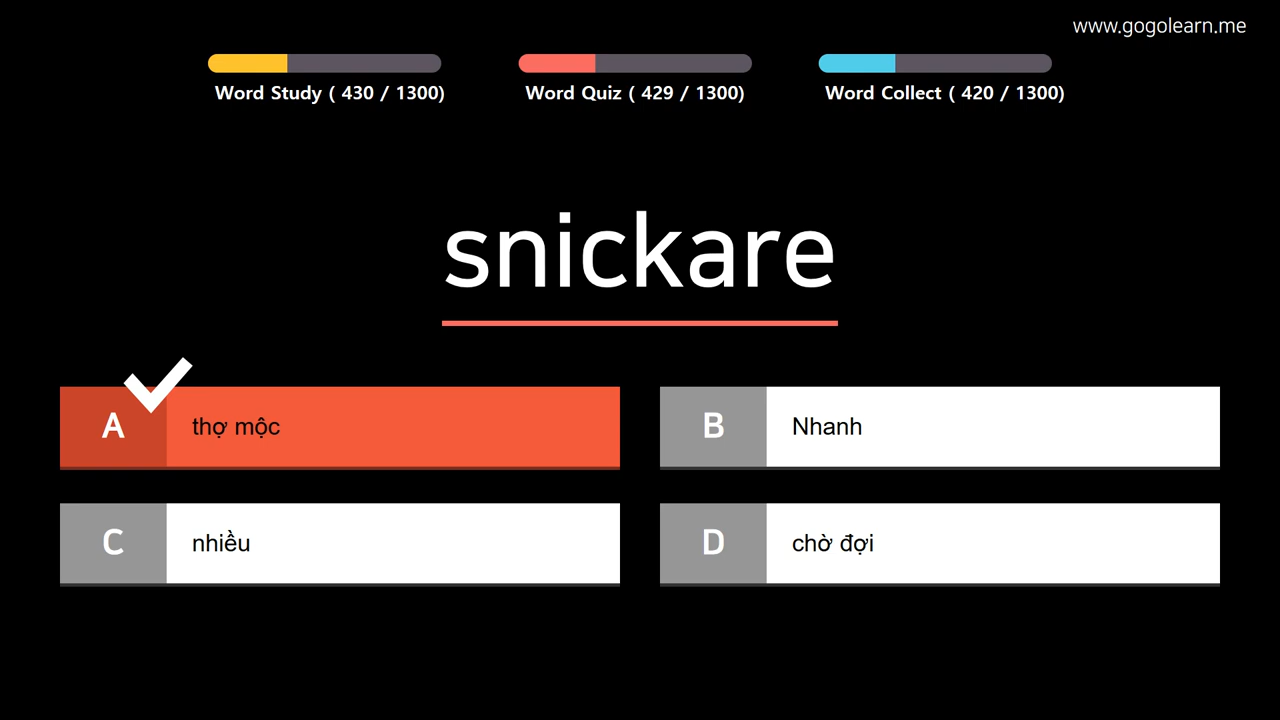 www.gogolearn.me
Word Study ( 430 / 1300)
Word Quiz ( 429 / 1300)
Word Collect ( 420 / 1300)
snickare
A
thợ mộc
B
Nhanh
C
nhiều
D
chờ đợi